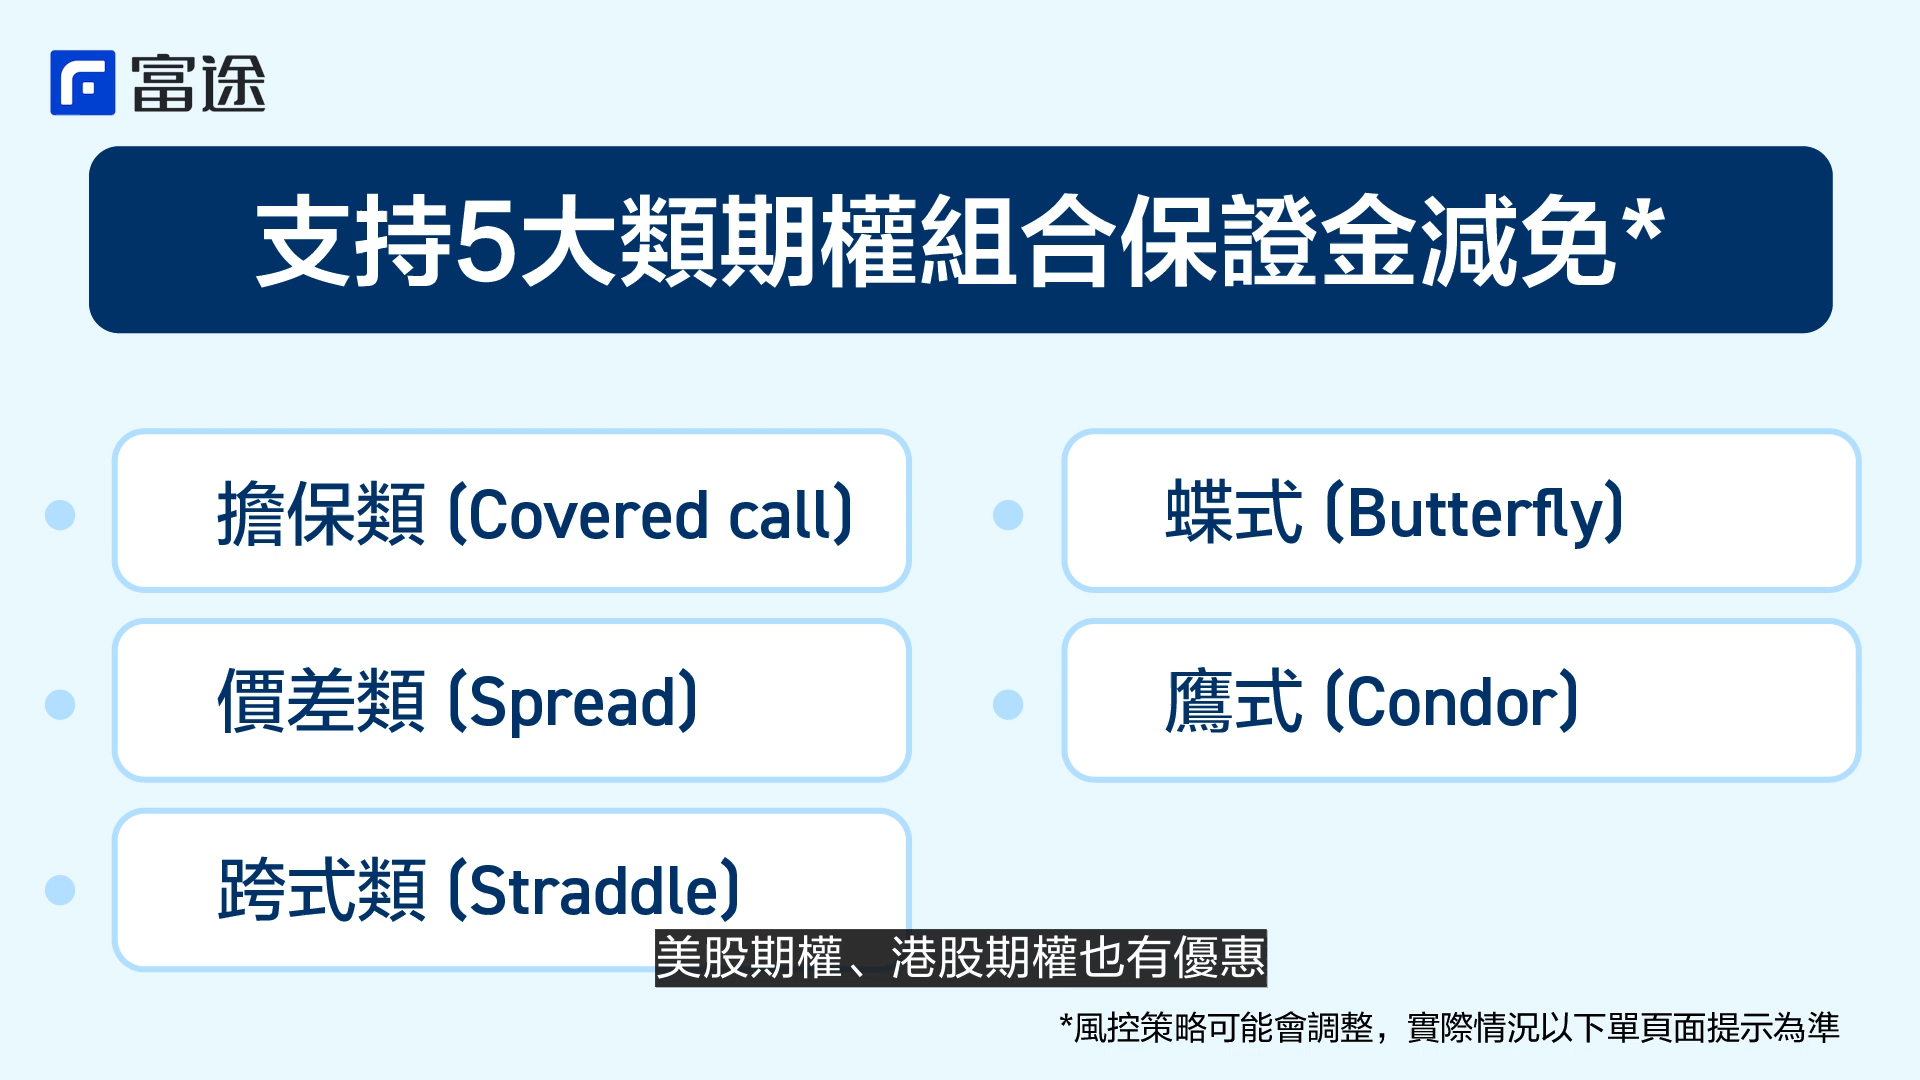 富途
支持5大類期權組合保證金減免*
擔保類 (Covered call)
價差類 (Spread)
跨式類 (Straddle)
蝶式 (Butterfly)
鷹式 (Condor)
美股期權、港股期權也有優惠
*風控策略可能會調整，實際情況以下單頁面提示為準